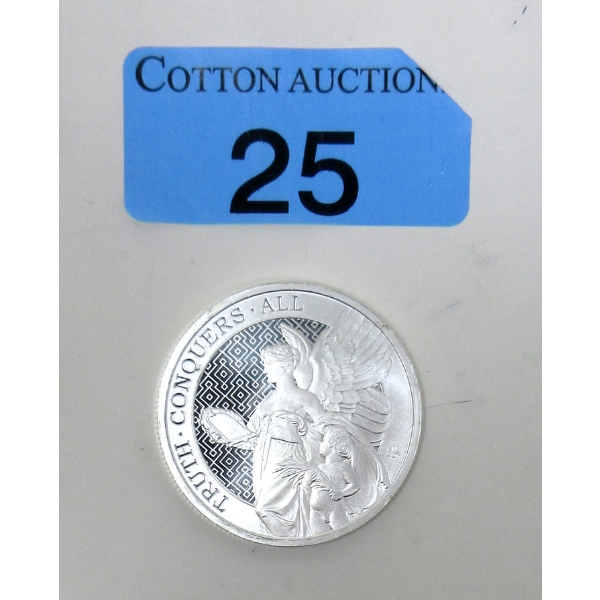 COTTON AUCTION
25
TRUTH · CONQUERS · ALL